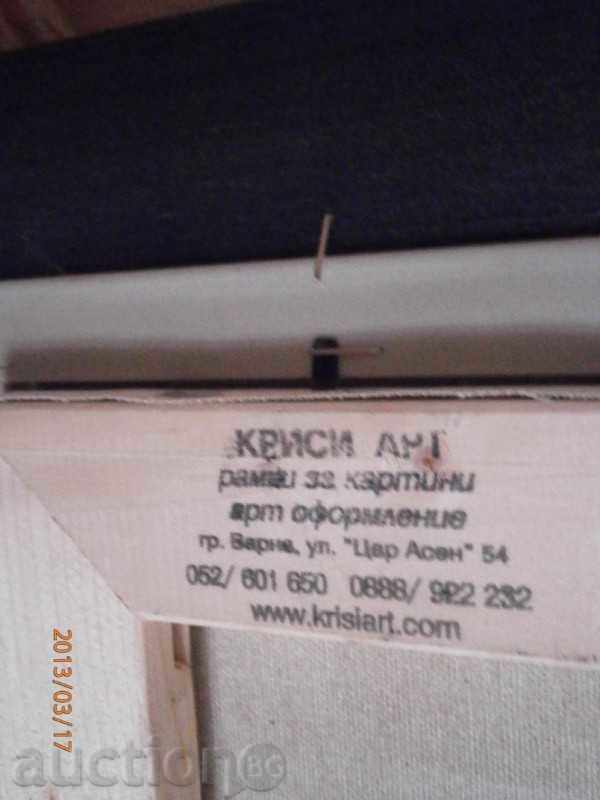 КРИСИ АРТ
рамки за картини
арт оформление
гр. Варна, ул. "Цар Асен" 54
052/ 601 650 0888/ 922 232
www.krisiart.com
2013/03/17
auction BG